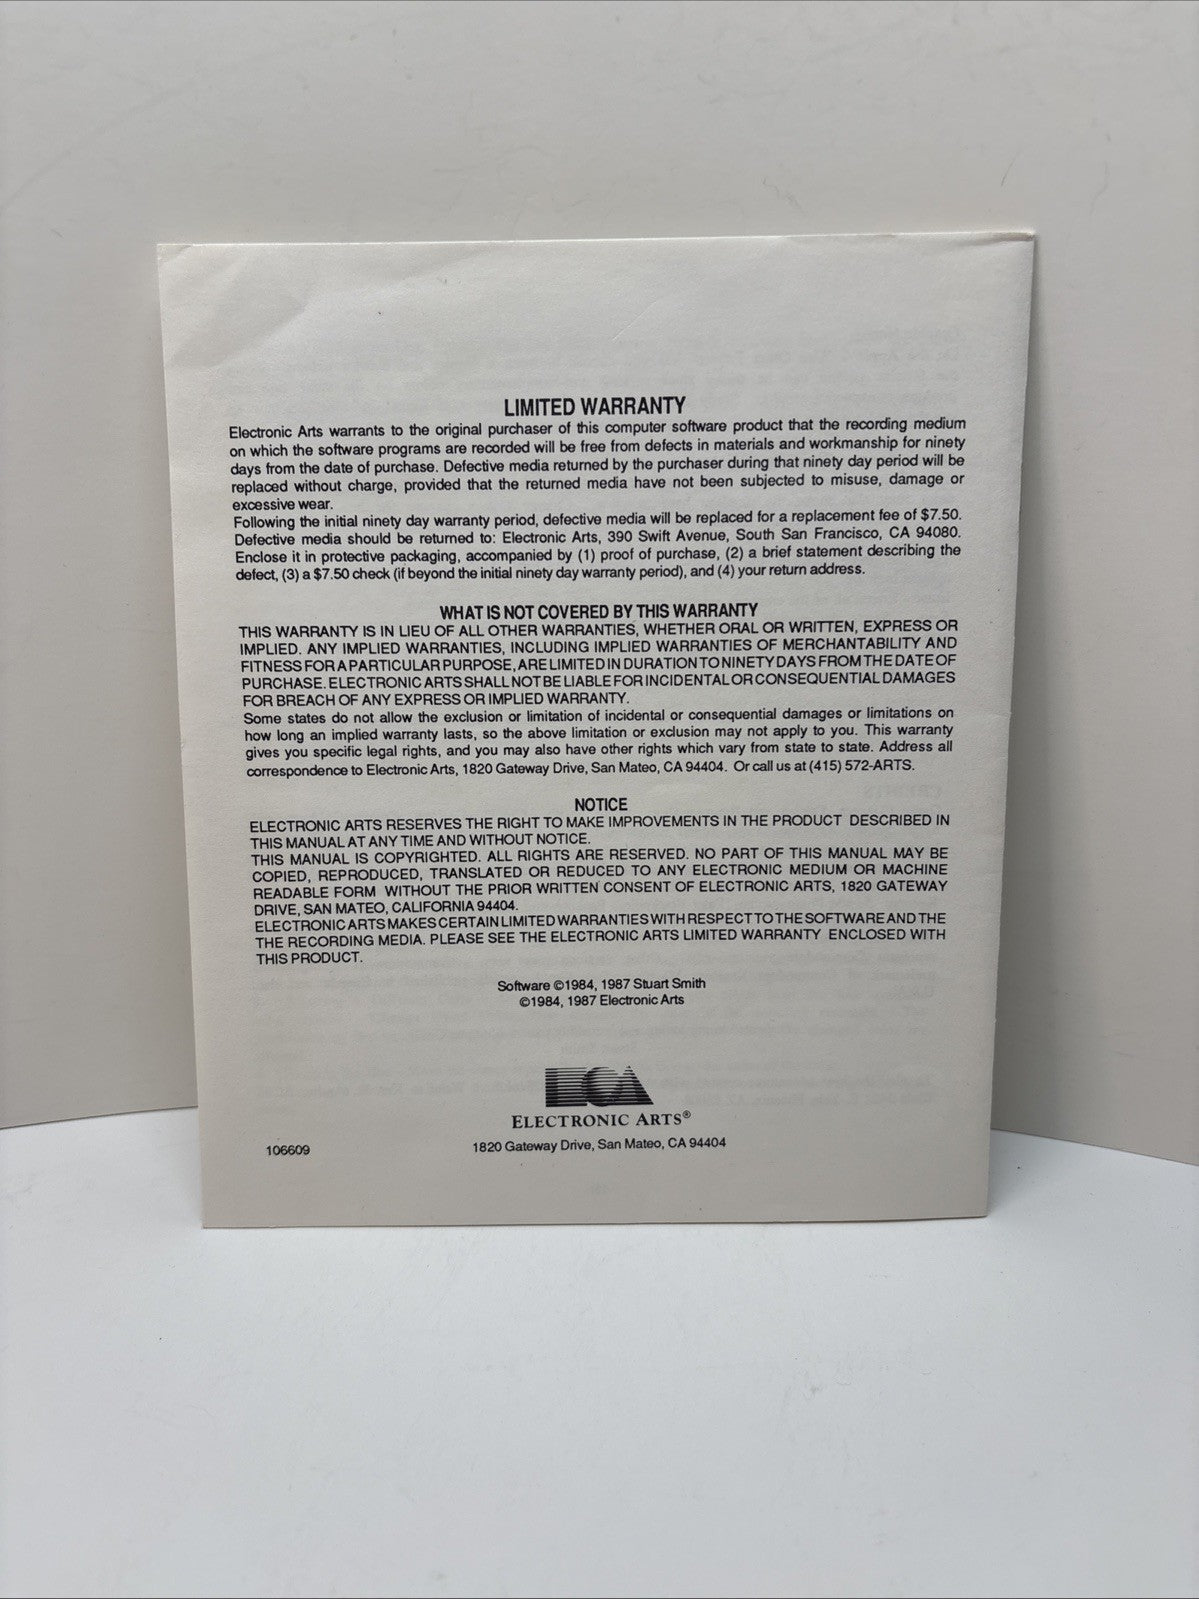 LIMITED WARRANTY
Electronic Arts warrants to the original purchaser of this computer software product that the recording medium
on which the software programs are recorded will be free from defects in materials and workmanship for ninety
days from the date of purchase. Defective media returned by the purchaser during that ninety day period will be
replaced without charge, provided that the returned media have not been subjected to misuse, damage or
excessive wear.
Following the initial ninety day warranty period, defective media will be replaced for a replacement fee of $7.50.
Defective media should be returned to: Electronic Arts, 390 Swift Avenue, South San Francisco, CA 94080.
Enclose it in protective packaging, accompanied by (1) proof of purchase, (2) a brief statement describing the
defect, (3) a $7.50 check (if beyond the initial ninety day warranty period), and (4) your return address.
WHAT IS NOT COVERED BY THIS WARRANTY
THIS WARRANTY IS IN LIEU OF ALL OTHER WARRANTIES, WHETHER ORAL OR WRITTEN, EXPRESS OR
IMPLIED. ANY IMPLIED WARRANTIES, INCLUDING IMPLIED WARRANTIES OF MERCHANTABILITY AND
FITNESS FOR A PARTICULAR PURPOSE, ARE LIMITED IN DURATION TO NINETY DAYS FROM THE DATE OF
PURCHASE. ELECTRONIC ARTS SHALL NOT BE LIABLE FOR INCIDENTAL OR CONSEQUENTIAL DAMAGES
FOR BREACH OF ANY EXPRESS OR IMPLIED WARRANTY.
Some states do not allow the exclusion or limitation of incidental or consequential damages or limitations on
how long an implied warranty lasts, so the above limitation or exclusion may not apply to you. This warranty
gives you specific legal rights, and you may also have other rights which vary from state to state. Address all
correspondence to Electronic Arts, 1820 Gateway Drive, San Mateo, CA 94404. Or call us at (415) 572-ARTS.
NOTICE
ELECTRONIC ARTS RESERVES THE RIGHT TO MAKE IMPROVEMENTS IN THE PRODUCT DESCRIBED IN
THIS MANUAL AT ANY TIME AND WITHOUT NOTICE.
THIS MANUAL IS COPYRIGHTED. ALL RIGHTS ARE RESERVED. NO PART OF THIS MANUAL MAY BE
COPIED, REPRODUCED, TRANSLATED OR REDUCED TO ANY ELECTRONIC MEDIUM OR MACHINE
READABLE FORM WITHOUT THE PRIOR WRITTEN CONSENT OF ELECTRONIC ARTS, 1820 GATEWAY
DRIVE, SAN MATEO, CALIFORNIA 94404.
ELECTRONIC ARTS MAKES CERTAIN LIMITED WARRANTIES WITH RESPECT TO THE SOFTWARE AND THE
THE RECORDING MEDIA. PLEASE SEE THE ELECTRONIC ARTS LIMITED WARRANTY ENCLOSED WITH
THIS PRODUCT.
Software ©1984, 1987 Stuart Smith
©1984, 1987 Electronic Arts
ELECTRONIC ARTS®
1820 Gateway Drive, San Mateo, CA 94404
106609